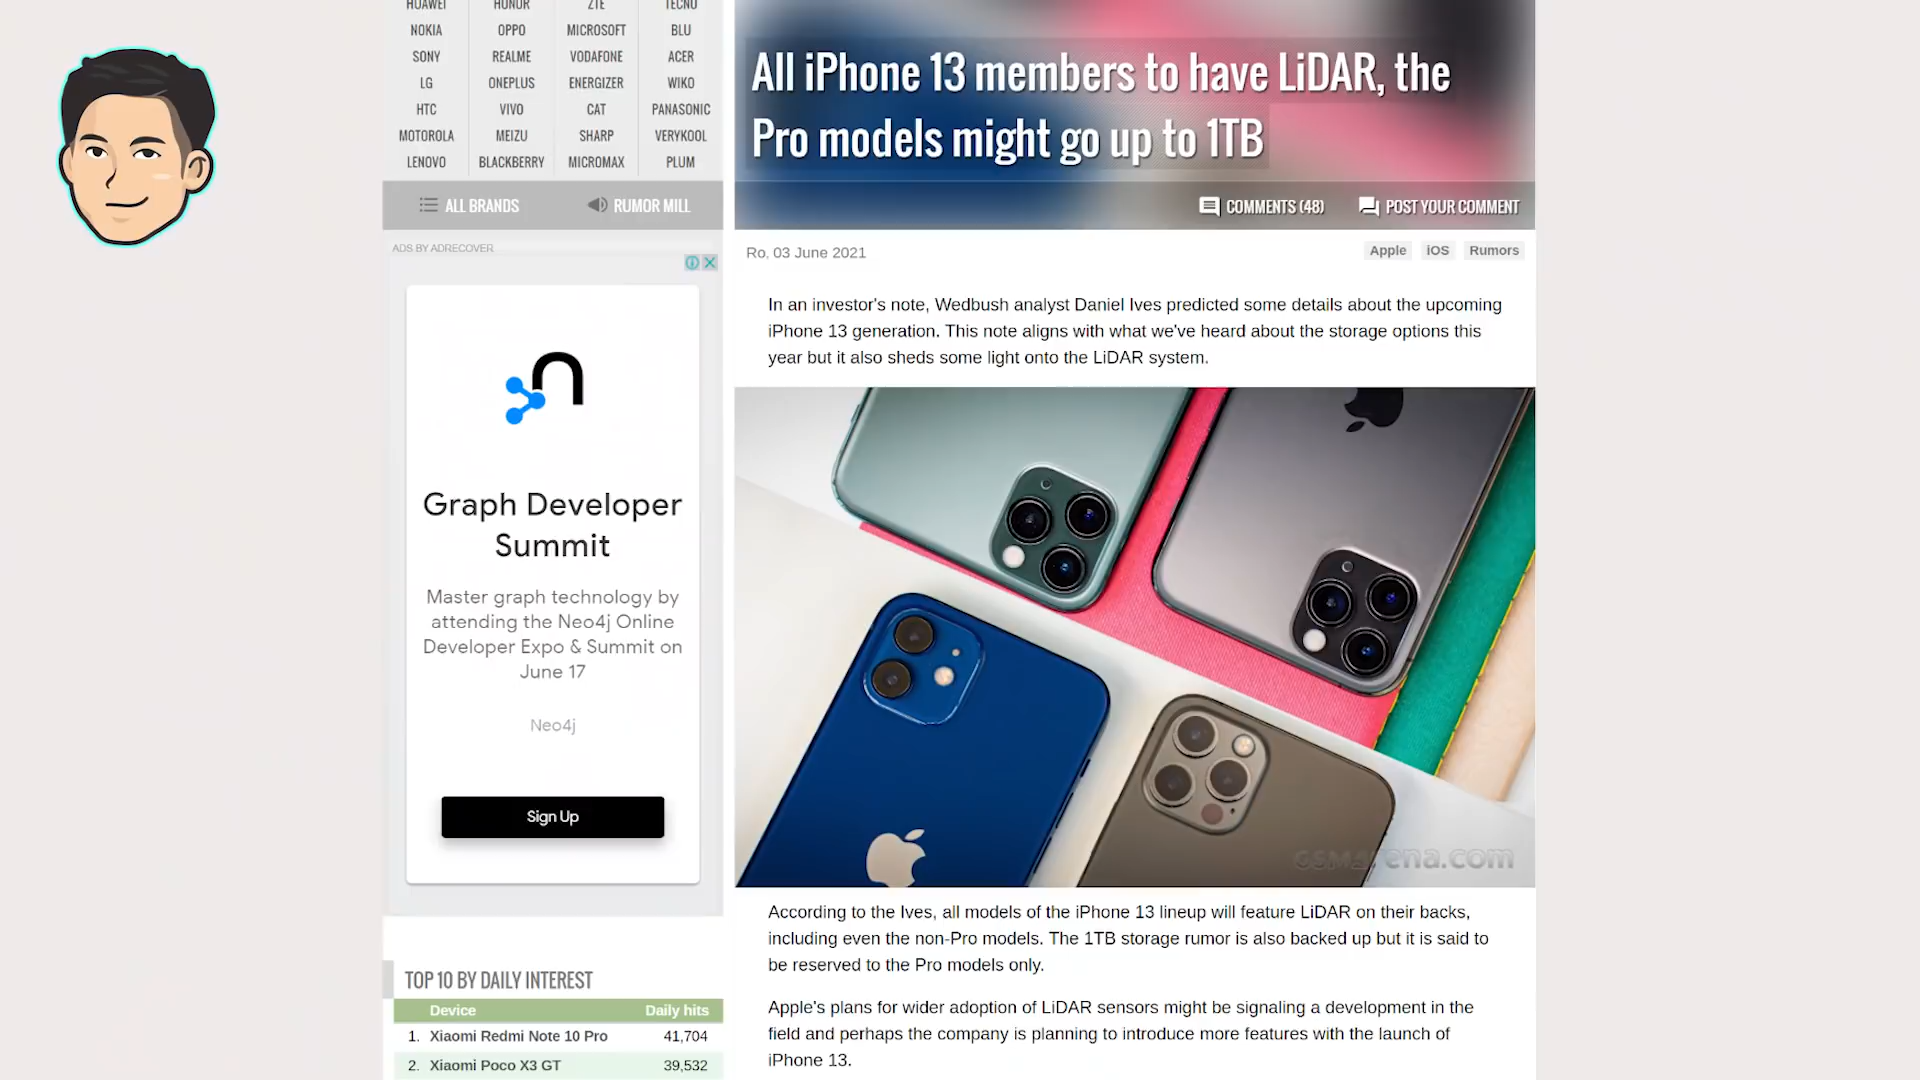 HUAWEI HONOR ZTE TECNO
NOKIA OPPO MICROSOFT BLU
SONY REALME VODAFONE ACER
LG ONEPLUS ENERGIZER WIKO
HTC VIVO CAT PANASONIC
MOTOROLA MEIZU SHARP VERYKOOL
LENOVO BLACKBERRY MICROMAX PLUM
ALL BRANDS RUMOR MILL
ADS BY ADRECOVER
Graph Developer
Summit
Master graph technology by
attending the Neo4j Online
Developer Expo & Summit on
June 17
Neo4j
Sign Up
TOP 10 BY DAILY INTEREST
Device Daily hits
1. Xiaomi Redmi Note 10 Pro 41,704
2. Xiaomi Poco X3 GT 39,532
All iPhone 13 members to have LiDAR, the
Pro models might go up to 1TB
COMMENTS (48) POST YOUR COMMENT
Ro, 03 June 2021
Apple iOS Rumors
In an investor's note, Wedbush analyst Daniel Ives predicted some details about the upcoming
iPhone 13 generation. This note aligns with what we've heard about the storage options this
year but it also sheds some light onto the LiDAR system.
GSMArena.com
According to the Ives, all models of the iPhone 13 lineup will feature LiDAR on their backs,
including even the non-Pro models. The 1TB storage rumor is also backed up but it is said to
be reserved to the Pro models only.
Apple's plans for wider adoption of LiDAR sensors might be signaling a development in the
field and perhaps the company is planning to introduce more features with the launch of
iPhone 13.